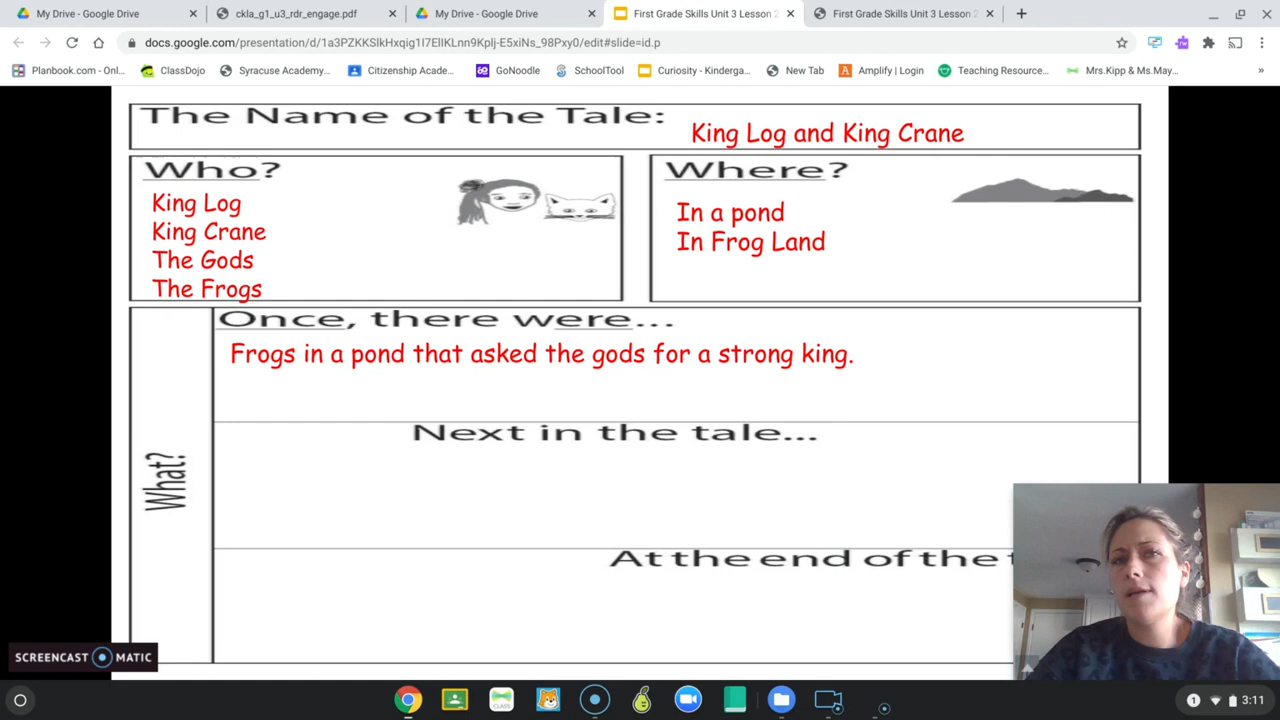 My Drive - Google Drive
ckla_g1_u3_rdr_engage.pdf
My Drive - Google Drive
First Grade Skills Unit 3 Lesson 2
First Grade Skills Unit 3 Lesson 2
docs.google.com/presentation/d/1a3PZKKSlkHxqig1I7EllKLnn9Kplj-E5xiNs_98Pxy0/edit#slide=id.p
Planbook.com - Onl...
ClassDojo
Syracuse Academy...
Citizenship Acade...
GoNoodle
SchoolTool
Curiosity - Kinderga...
New Tab
Amplify | Login
Teaching Resource...
Mrs.Kipp & Ms.May...
»
The Name of the Tale:
King Log and King Crane
Who?
King Log
King Crane
The Gods
The Frogs
Where?
In a pond
In Frog Land
What?
Once, there were...
Frogs in a pond that asked the gods for a strong king.
Next in the tale...
At the end of the
SCREENCAST MATIC
CLASS
1
3:11